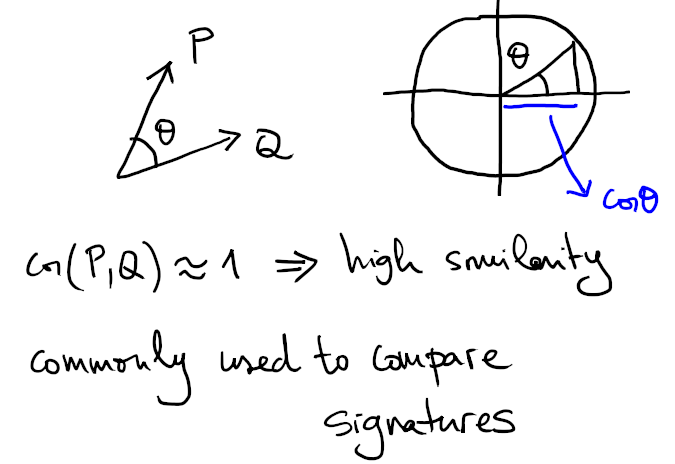 P
θ
Q
θ
cosθ
cos(P,Q) ≈ 1 ⇒ high similarity
commonly used to compare
signatures